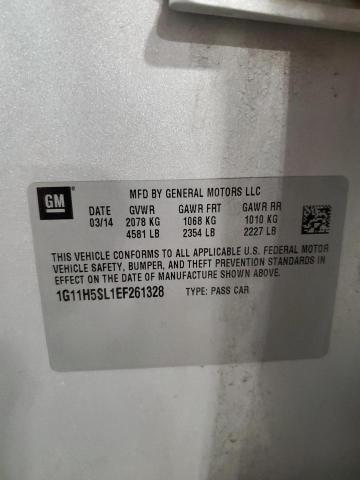 GM
MFD BY GENERAL MOTORS LLC
DATE GVWR GAWR FRT GAWR RR
03/14 2078 KG 1068 KG 1010 KG
4581 LB 2354 LB 2227 LB
THIS VEHICLE CONFORMS TO ALL APPLICABLE U.S. FEDERAL MOTOR
VEHICLE SAFETY, BUMPER, AND THEFT PREVENTION STANDARDS
IN EFFECT ON THE DATE OF MANUFACTURE SHOWN ABOVE.
1G11H5SL1EF261328 TYPE: PASS CAR